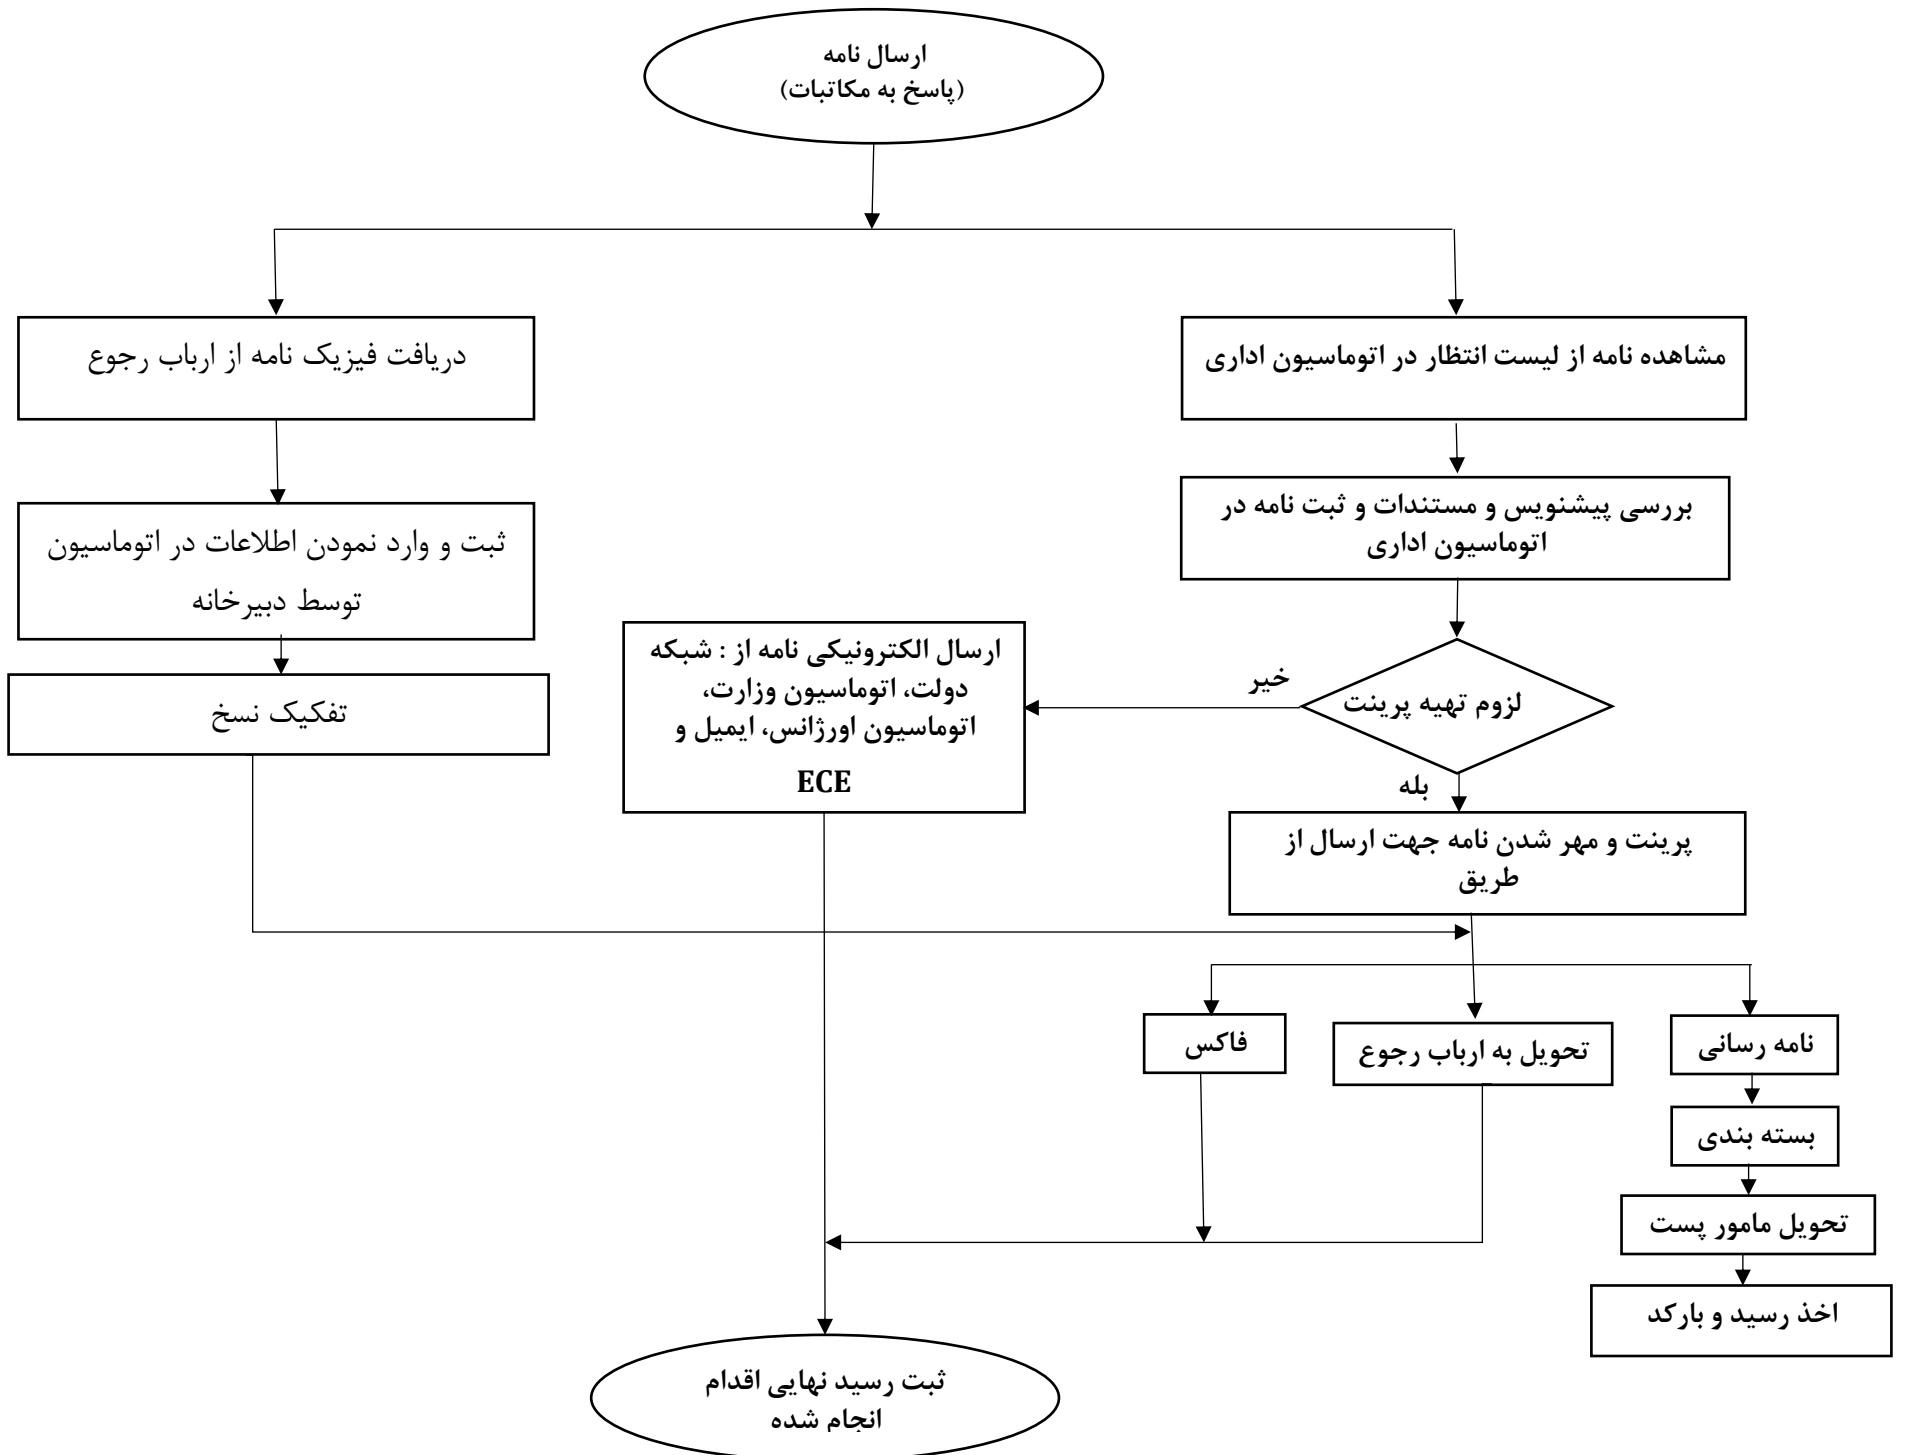 ارسال نامه
(پاسخ به مکاتبات)
مشاهده نامه از لیست انتظار در اتوماسیون اداری
دریافت فیزیک نامه از ارباب رجوع
بررسی پیشنویس و مستندات و ثبت نامه در
اتوماسیون اداری
ثبت و وارد نمودن اطلاعات در اتوماسیون
توسط دبیرخانه
تفکیک نسخ
لزوم تهیه پرینت
خیر
بله
ارسال الکترونیکی نامه از : شبکه
دولت، اتوماسیون وزارت،
اتوماسیون اورژانس، ایمیل و
ECE
پرینت و مهر شدن نامه جهت ارسال از
طریق
نامه رسانی
تحویل به ارباب رجوع
فاکس
بسته بندی
تحویل مامور پست
اخذ رسید و بارکد
ثبت رسید نهایی اقدام
انجام شده